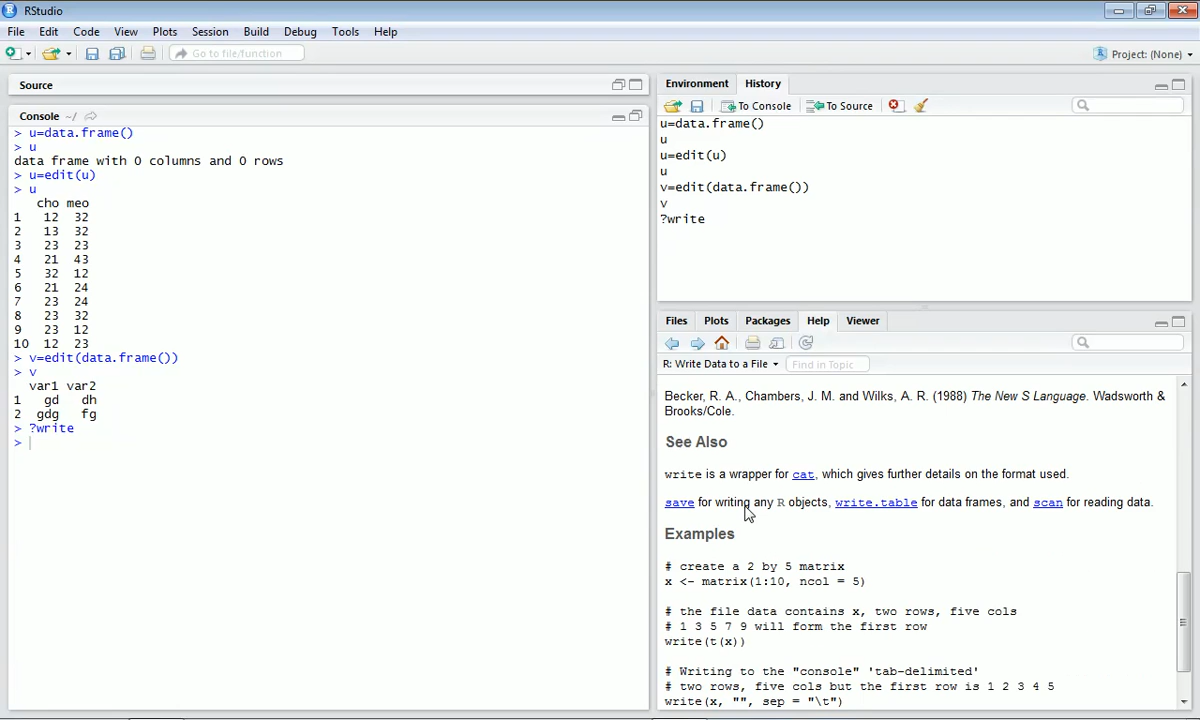 RStudio
File Edit Code View Plots Session Build Debug Tools Help
Go to file/function
Project: (None)
Source
Console ~/
> u=data.frame()
> u
data frame with 0 columns and 0 rows
> u=edit(u)
> u
cho meo
1 12 32
2 13 32
3 23 23
4 21 43
5 32 12
6 21 24
7 23 24
8 23 32
9 23 12
10 12 23
> v=edit(data.frame())
> v
var1 var2
1 gd dh
2 gdg fg
> ?write
>
Environment History
To Console To Source
u=data.frame()
u
u=edit(u)
u
v=edit(data.frame())
v
?write
Files Plots Packages Help Viewer
R: Write Data to a File Find in Topic
Becker, R. A., Chambers, J. M. and Wilks, A. R. (1988) The New S Language. Wadsworth &
Brooks/Cole.
See Also
write is a wrapper for cat, which gives further details on the format used.
save for writing any R objects, write.table for data frames, and scan for reading data.
Examples
# create a 2 by 5 matrix
x <- matrix(1:10, ncol = 5)
# the file data contains x, two rows, five cols
# 1 3 5 7 9 will form the first row
write(t(x))
# Writing to the "console" 'tab-delimited'
# two rows, five cols but the first row is 1 2 3 4 5
write(x, "", sep = "\t")